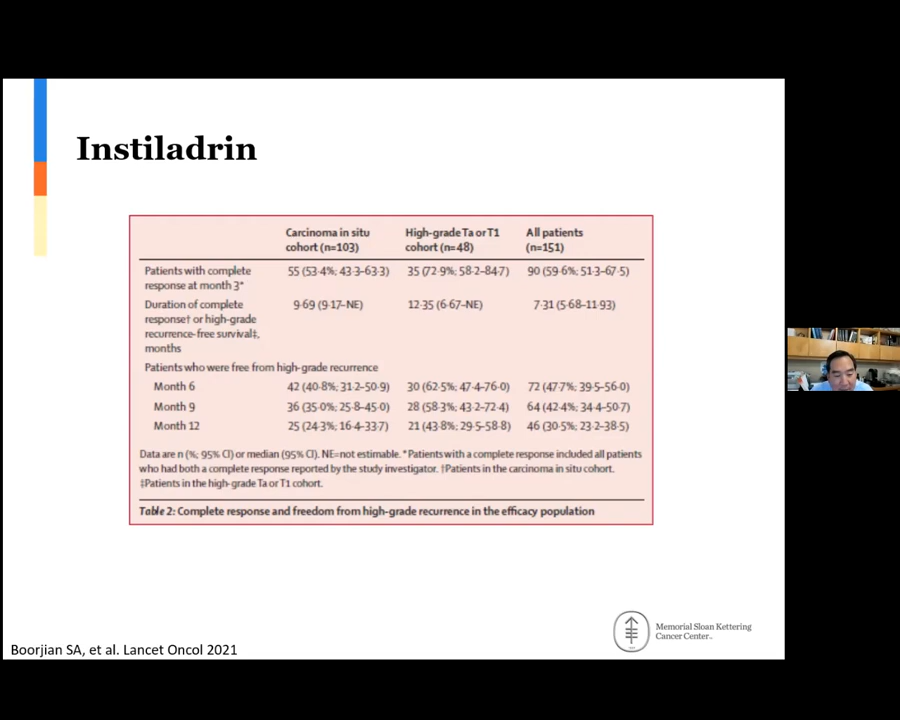 Instiladrin
Carcinoma in situ cohort (n=103) High-grade Ta or T1 cohort (n=48) All patients (n=151)
Patients with complete response at month 3* 55 (53·4%; 43·3–63·3) 35 (72·9%; 58·2–84·7) 90 (59·6%; 51·3–67·5)
Duration of complete response† or high-grade recurrence-free survival‡, months 9·69 (9·17–NE) 12·35 (6·67–NE) 7·31 (5·68–11·93)
Patients who were free from high-grade recurrence
Month 6 42 (40·8%; 31·2–50·9) 30 (62·5%; 47·4–76·0) 72 (47·7%; 39·5–56·0)
Month 9 36 (35·0%; 25·8–45·0) 28 (58·3%; 43·2–72·4) 64 (42·4%; 34·4–50·7)
Month 12 25 (24·3%; 16·4–33·7) 21 (43·8%; 29·5–58·8) 46 (30·5%; 23·2–38·5)
Data are n (%; 95% CI) or median (95% CI). NE=not estimable. *Patients with a complete response included all patients
who had both a complete response reported by the study investigator. †Patients in the carcinoma in situ cohort.
‡Patients in the high-grade Ta or T1 cohort.
Table 2: Complete response and freedom from high-grade recurrence in the efficacy population
Memorial Sloan Kettering
Cancer Center
Boorjian SA, et al. Lancet Oncol 2021